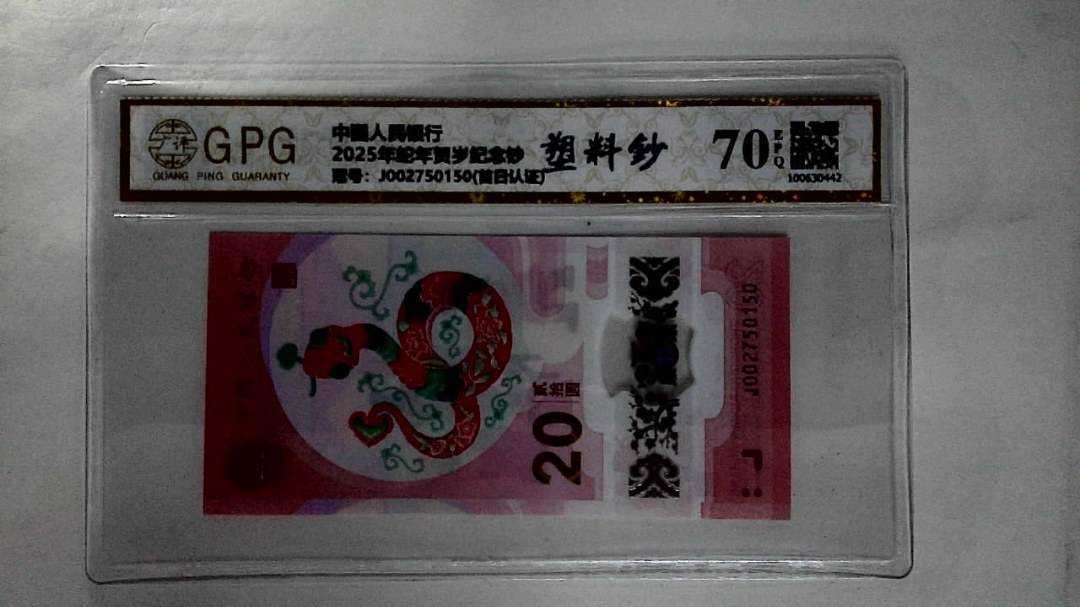 GPG
GUANG PING GUARANTY
中国人民银行
2025年蛇年贺岁纪念钞
冠号：J002750150(首日认证)
塑料钞
70
EPQ
100630442
贰拾圆
20
J002750150